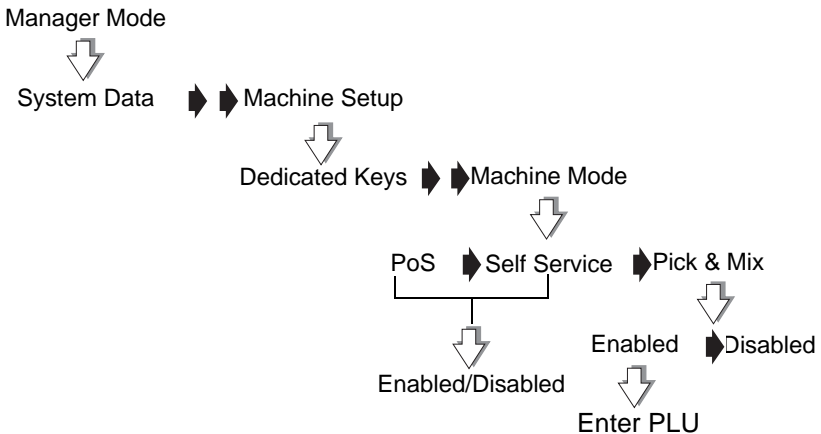 Manager Mode
System Data Machine Setup
Dedicated Keys Machine Mode
PoS Self Service Pick & Mix
Enabled Disabled
Enabled/Disabled
Enter PLU